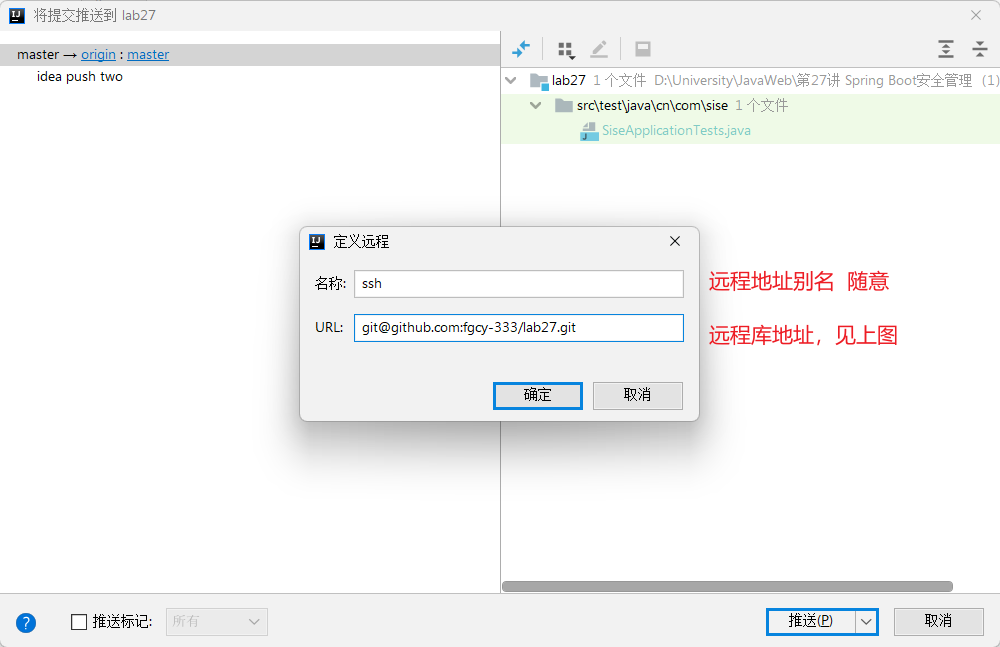 将提交推送到 lab27
master → origin : master
idea push two
lab27 1 个文件 D:\University\JavaWeb\第27讲 Spring Boot安全管理 (1)
src\test\java\cn\com\sise 1 个文件
SiseApplicationTests.java
定义远程
名称: ssh
远程地址别名 随意
URL: git@github.com:fgcy-333/lab27.git
远程库地址，见上图
确定 取消
? 推送标记: 所有 推送(P) 取消